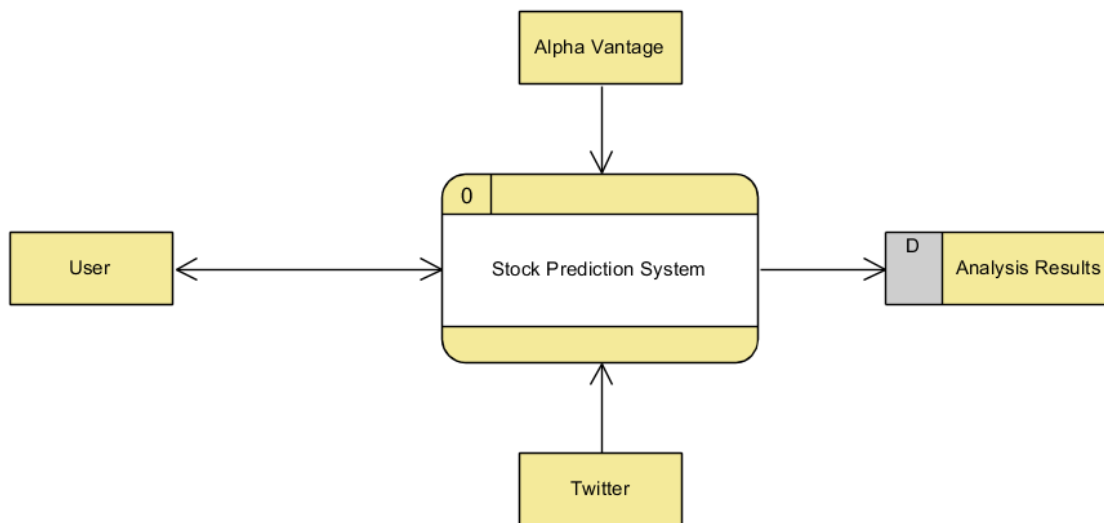 Alpha Vantage
0
User
Stock Prediction System
D
Analysis Results
Twitter